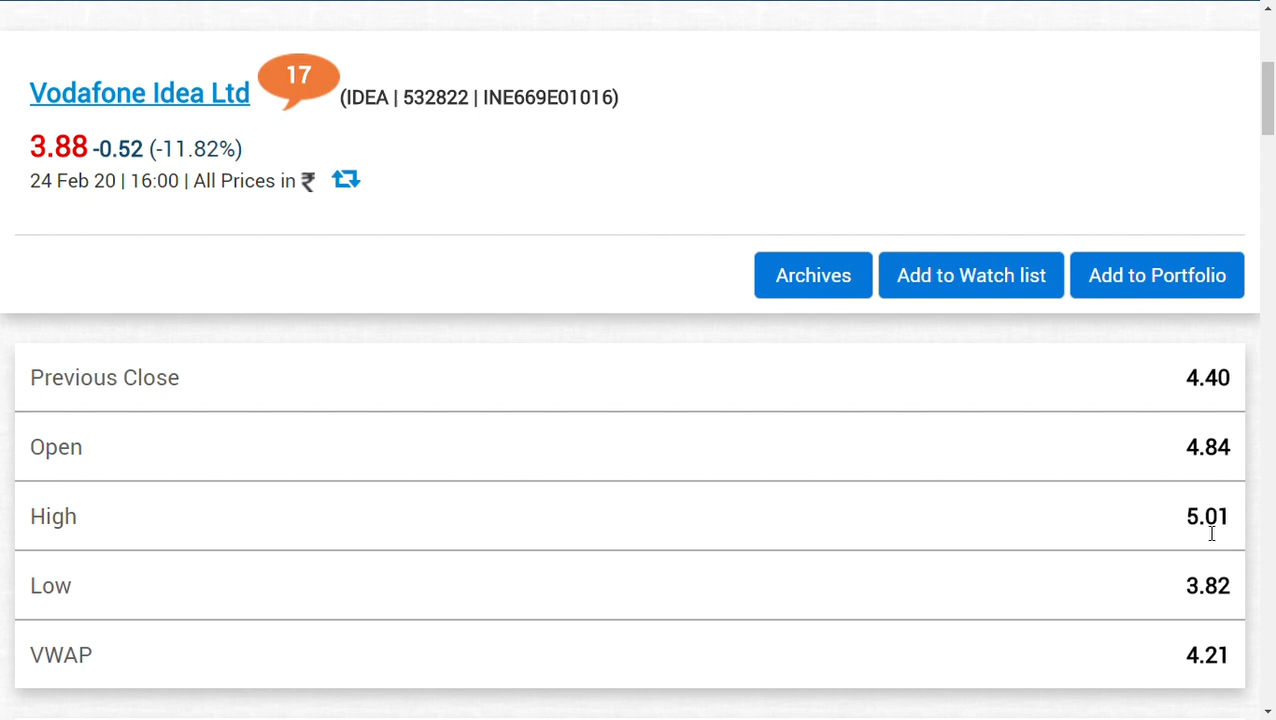 Vodafone Idea Ltd 17 (IDEA | 532822 | INE669E01016)
3.88 -0.52 (-11.82%)
24 Feb 20 | 16:00 | All Prices in ₹
Archives Add to Watch list Add to Portfolio
Previous Close 4.40
Open 4.84
High 5.01
Low 3.82
VWAP 4.21